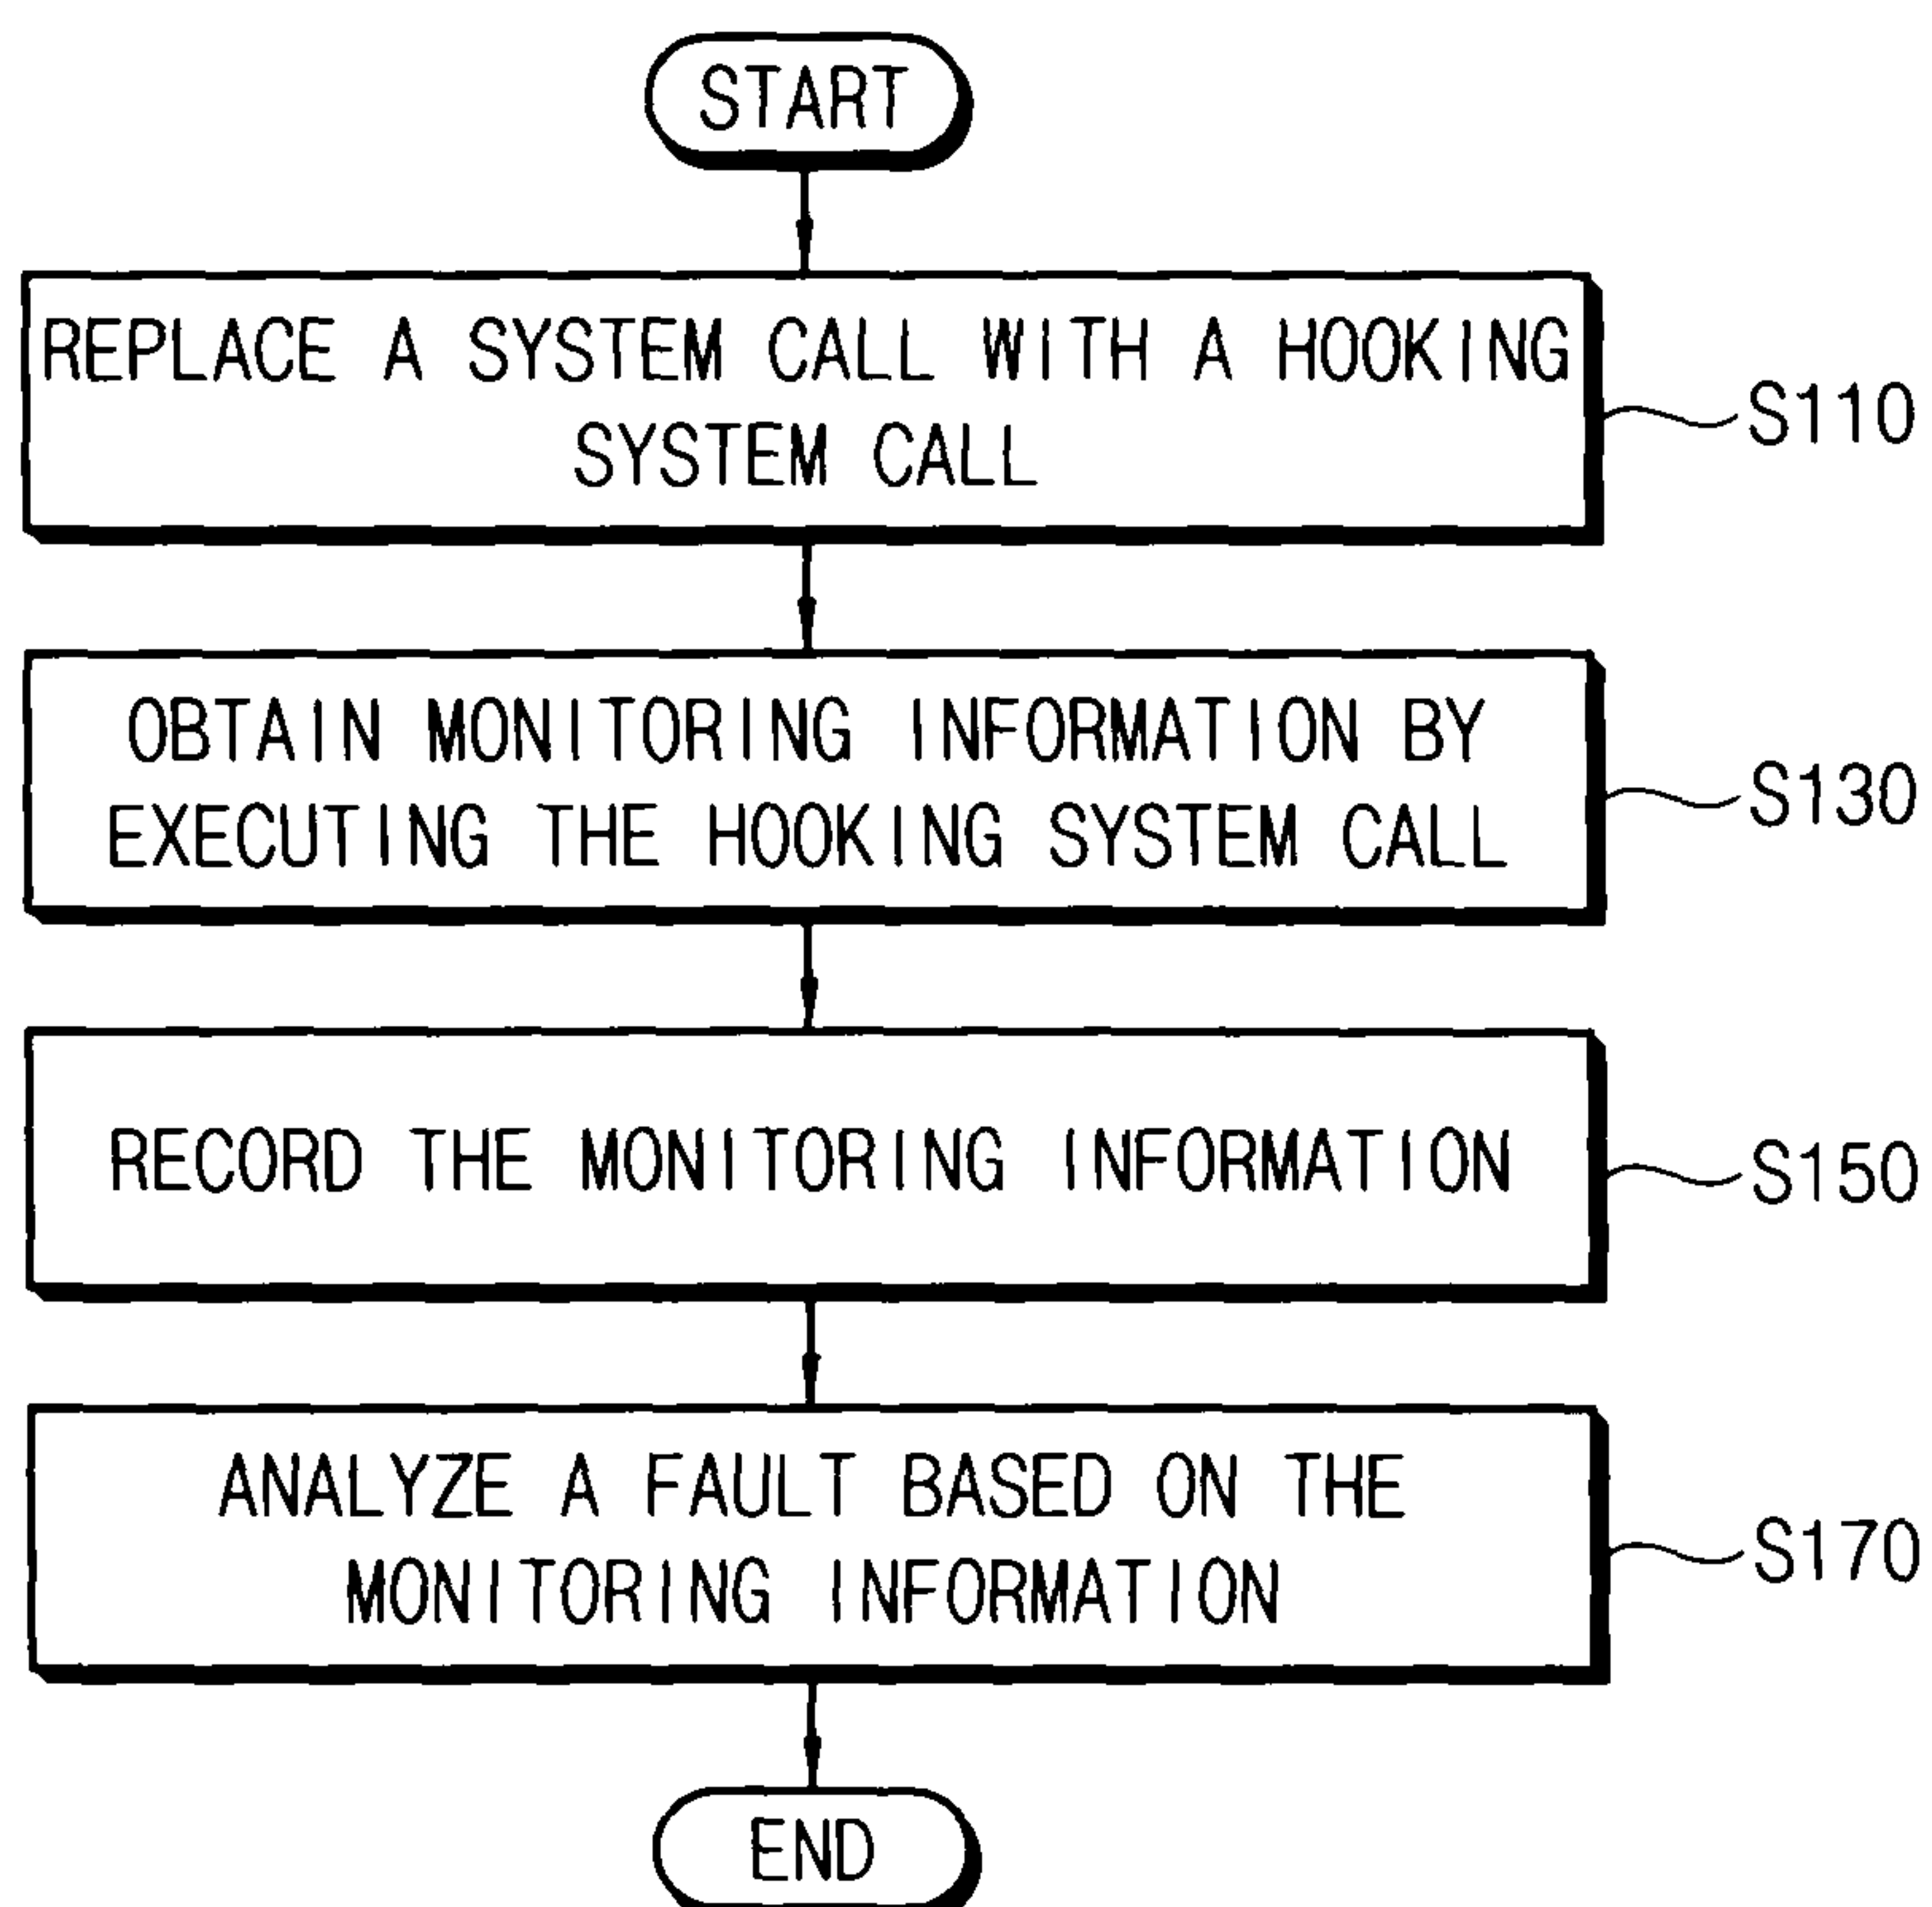 START
REPLACE A SYSTEM CALL WITH A HOOKING
SYSTEM CALL
S110
OBTAIN MONITORING INFORMATION BY
EXECUTING THE HOOKING SYSTEM CALL
S130
RECORD THE MONITORING INFORMATION
S150
ANALYZE A FAULT BASED ON THE
MONITORING INFORMATION
S170
END